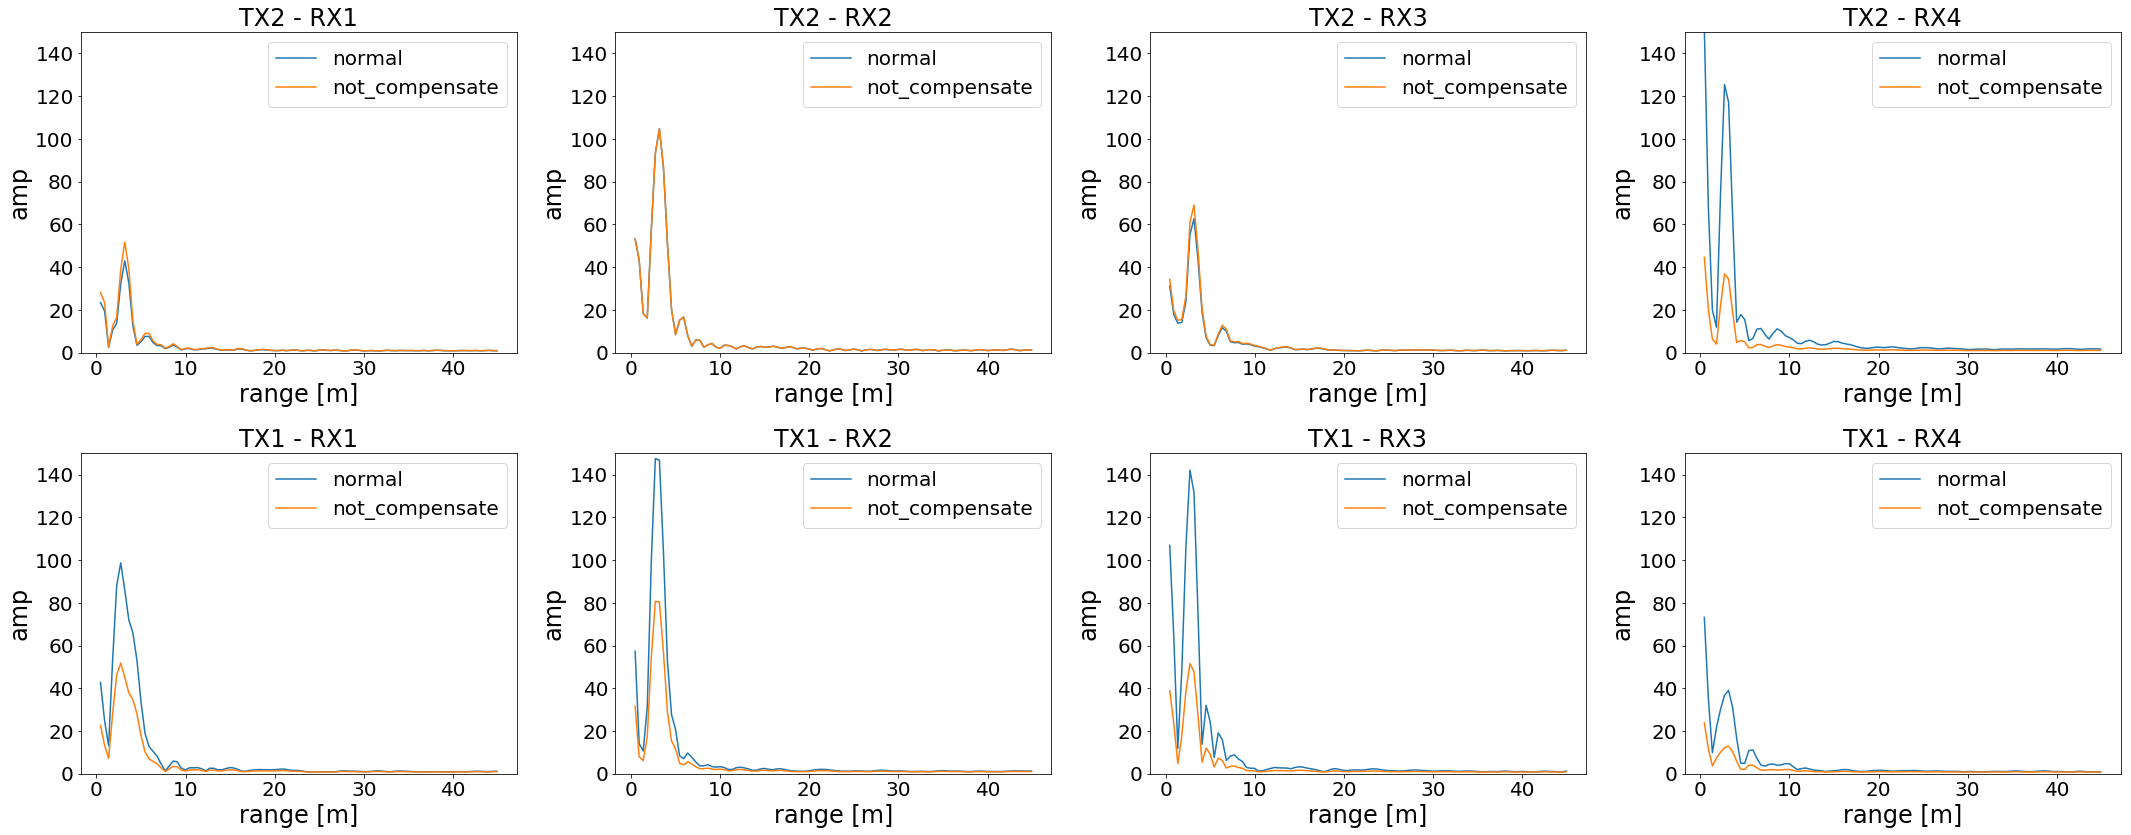 TX2 - RX1
TX2 - RX2
TX2 - RX3
TX2 - RX4
140
120
100
80
60
40
20
0
amp
normal
not_compensate
0 10 20 30 40
range [m]
140
120
100
80
60
40
20
0
amp
normal
not_compensate
0 10 20 30 40
range [m]
140
120
100
80
60
40
20
0
amp
normal
not_compensate
0 10 20 30 40
range [m]
140
120
100
80
60
40
20
0
amp
normal
not_compensate
0 10 20 30 40
range [m]
TX1 - RX1
TX1 - RX2
TX1 - RX3
TX1 - RX4
140
120
100
80
60
40
20
0
amp
normal
not_compensate
0 10 20 30 40
range [m]
140
120
100
80
60
40
20
0
amp
normal
not_compensate
0 10 20 30 40
range [m]
140
120
100
80
60
40
20
0
amp
normal
not_compensate
0 10 20 30 40
range [m]
140
120
100
80
60
40
20
0
amp
normal
not_compensate
0 10 20 30 40
range [m]